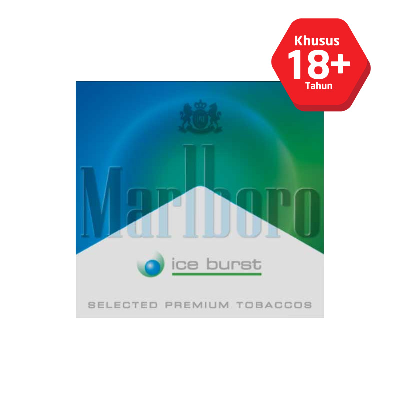 Khusus
18+
Tahun
Marlboro
ice burst
SELECTED PREMIUM TOBACCOS